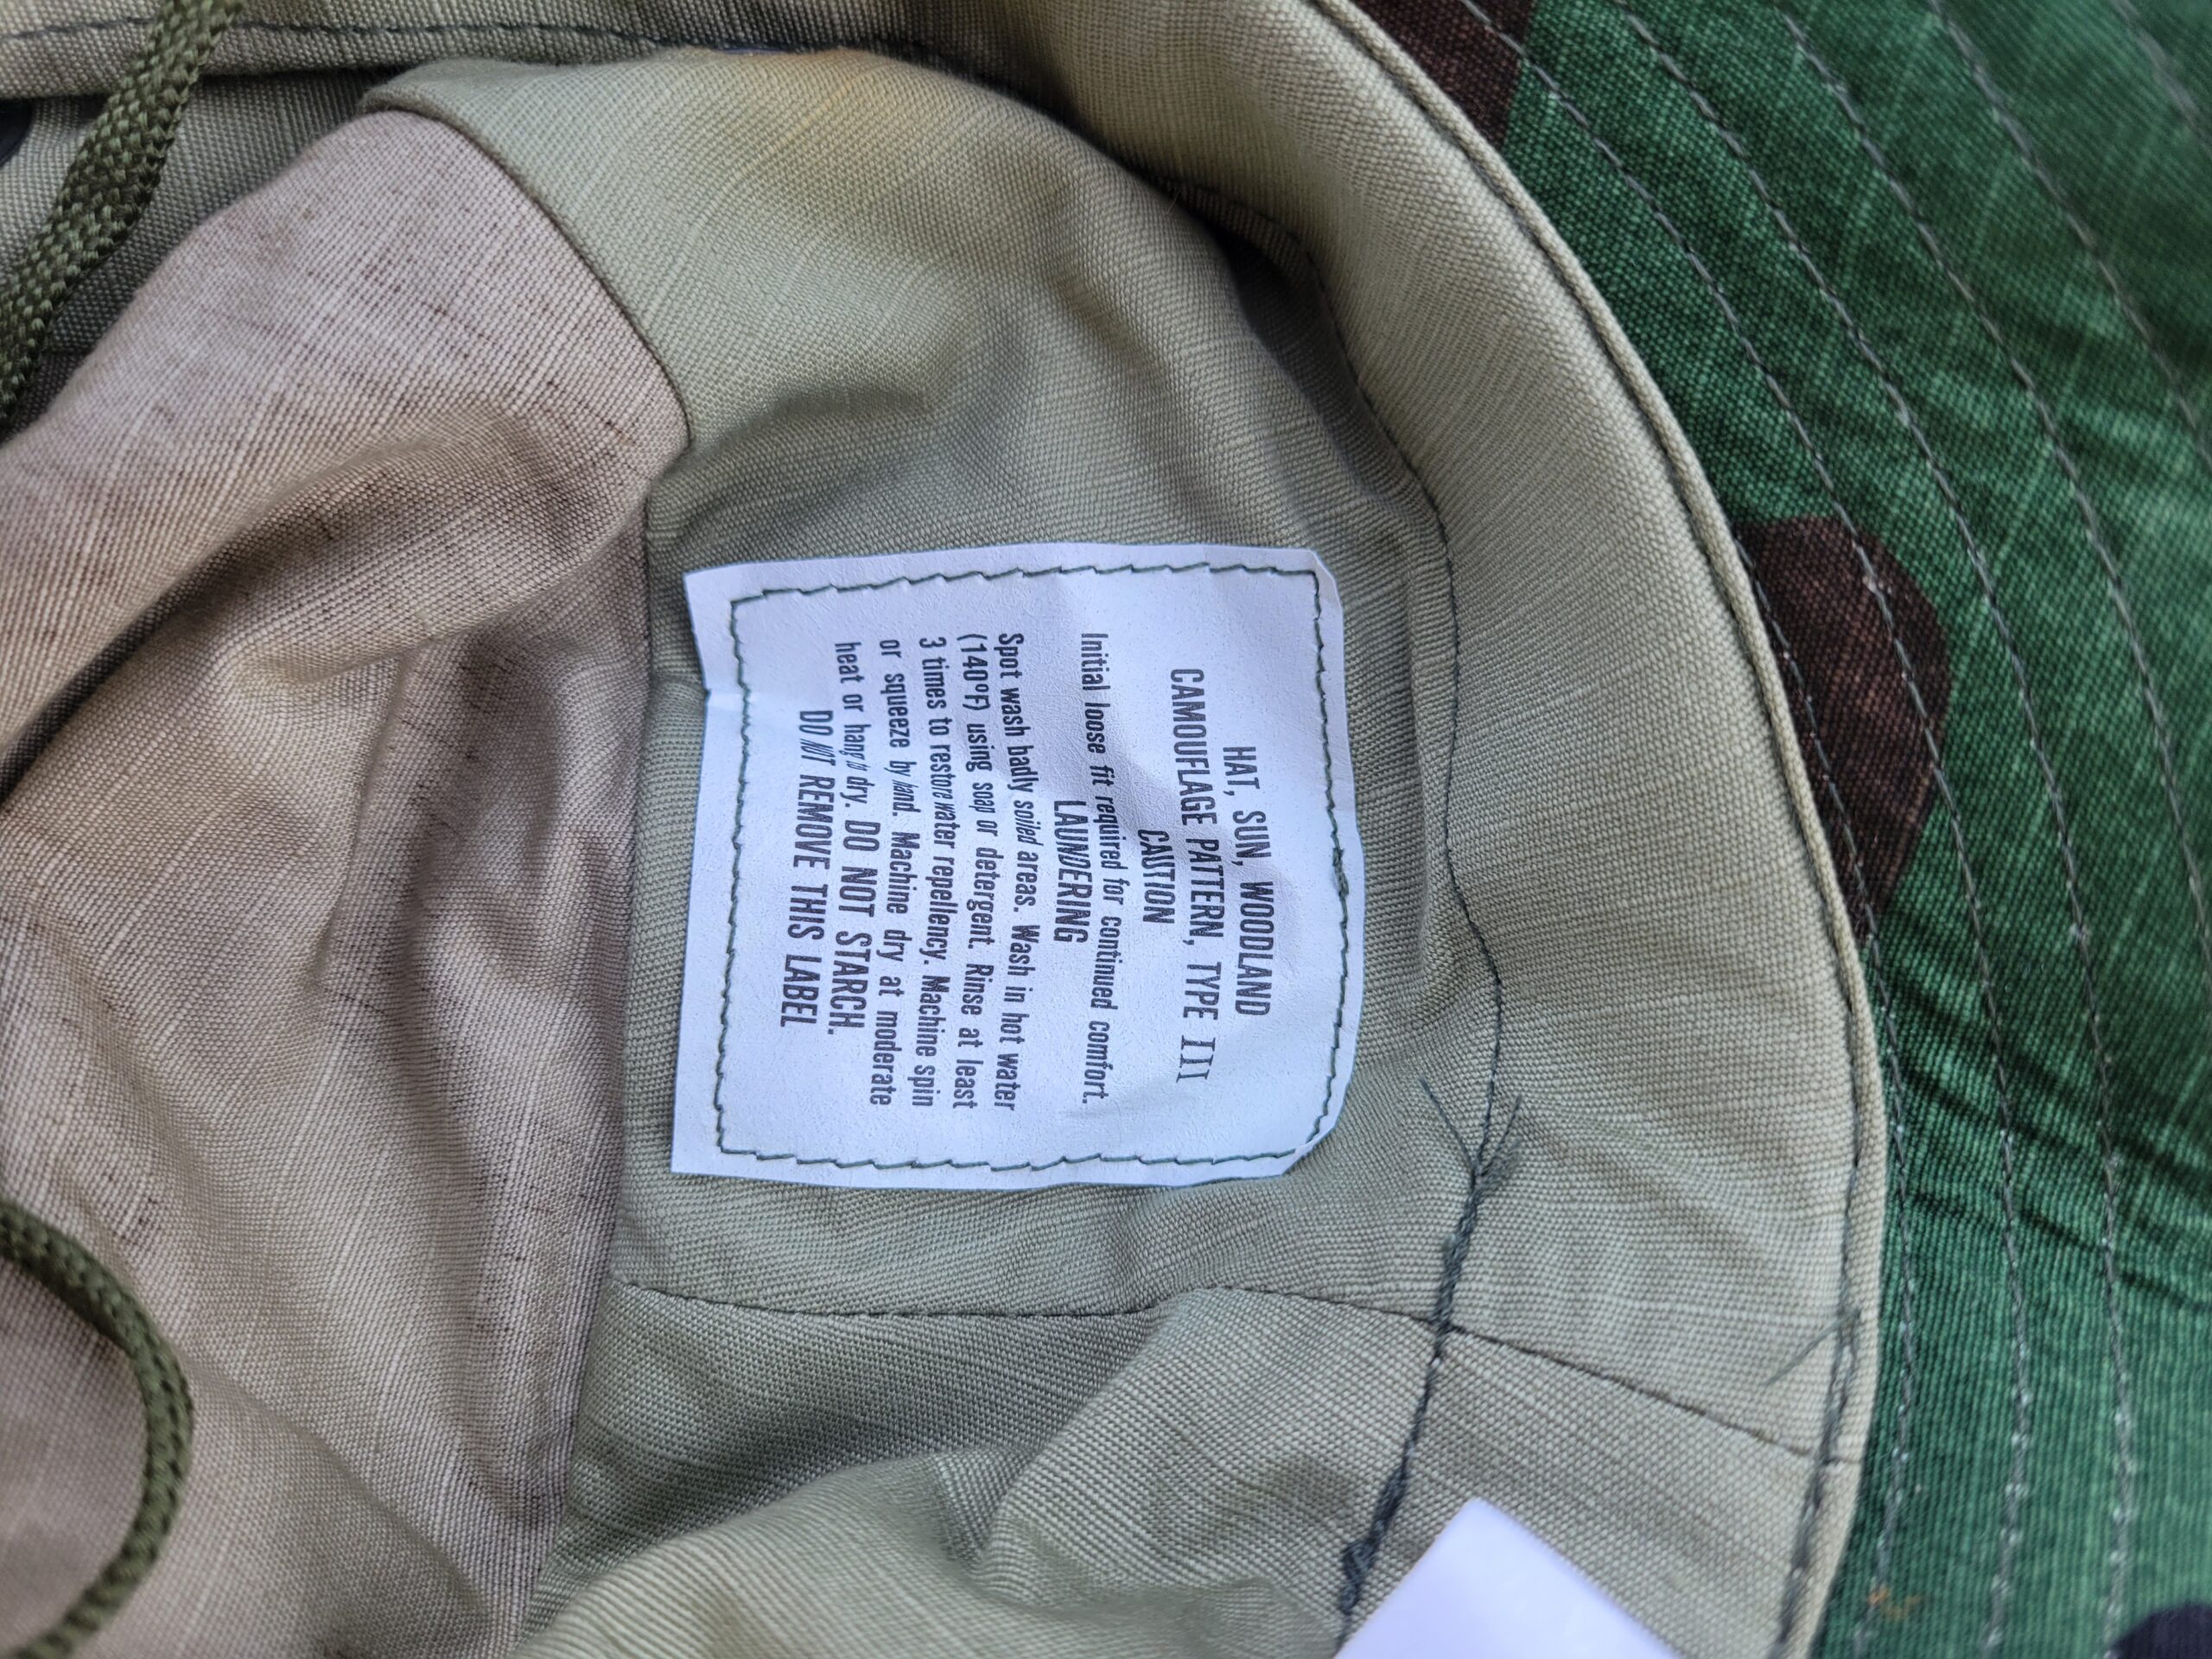 HAT, SUN, WOODLAND
CAMOUFLAGE PATTERN, TYPE III
CAUTION
Initial loose fit required for continued comfort.
LAUNDERING
Spot wash badly soiled areas. Wash in hot water
(140°F) using soap or detergent. Rinse at least
3 times to restore water repellency. Machine spin
or squeeze by hand. Machine dry at moderate
heat or hang to dry. DO NOT STARCH.
DO NOT REMOVE THIS LABEL